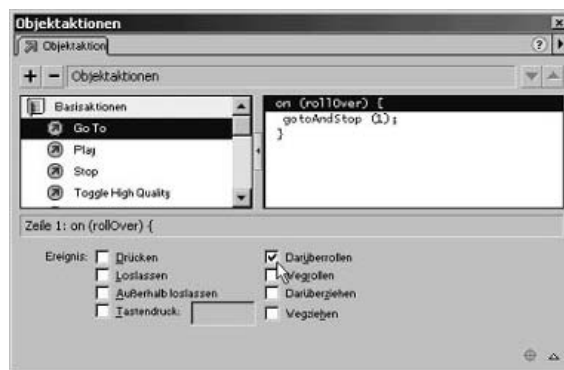 Objektaktionen
Objektaktion
Objektaktionen
Basisaktionen
Go To
Play
Stop
Toggle High Quality
on (rollOver) {
gotoAndStop (1);
}
Zeile 1: on (rollOver) {
Ereignis: Drücken Darüberrollen
Loslassen Wegrollen
Außerhalb loslassen Darüberziehen
Tastendruck: Wegziehen